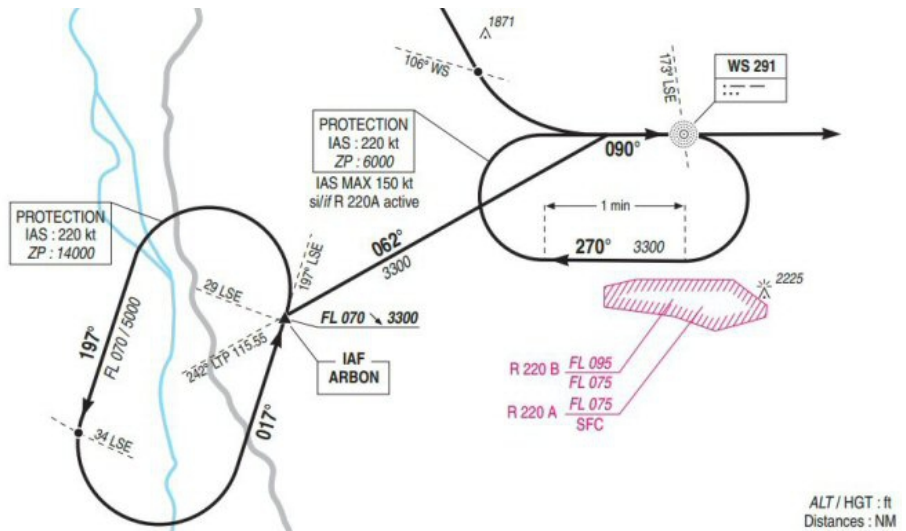 1871
106° WS
173° LSE
WS 291
PROTECTION
IAS : 220 kt
ZP : 6000
IAS MAX 150 kt
si/if R 220A active
090°
1 min
270° 3300
PROTECTION
IAS : 220 kt
ZP : 14000
062°
3300
197° LSE
29 LSE
FL 070 ↘ 3300
242° LTP 115.55
IAF
ARBON
197°
FL 070 / 5000
017°
34 LSE
2225
R 220 B FL 095
FL 075
R 220 A FL 075
SFC
ALT / HGT : ft
Distances : NM